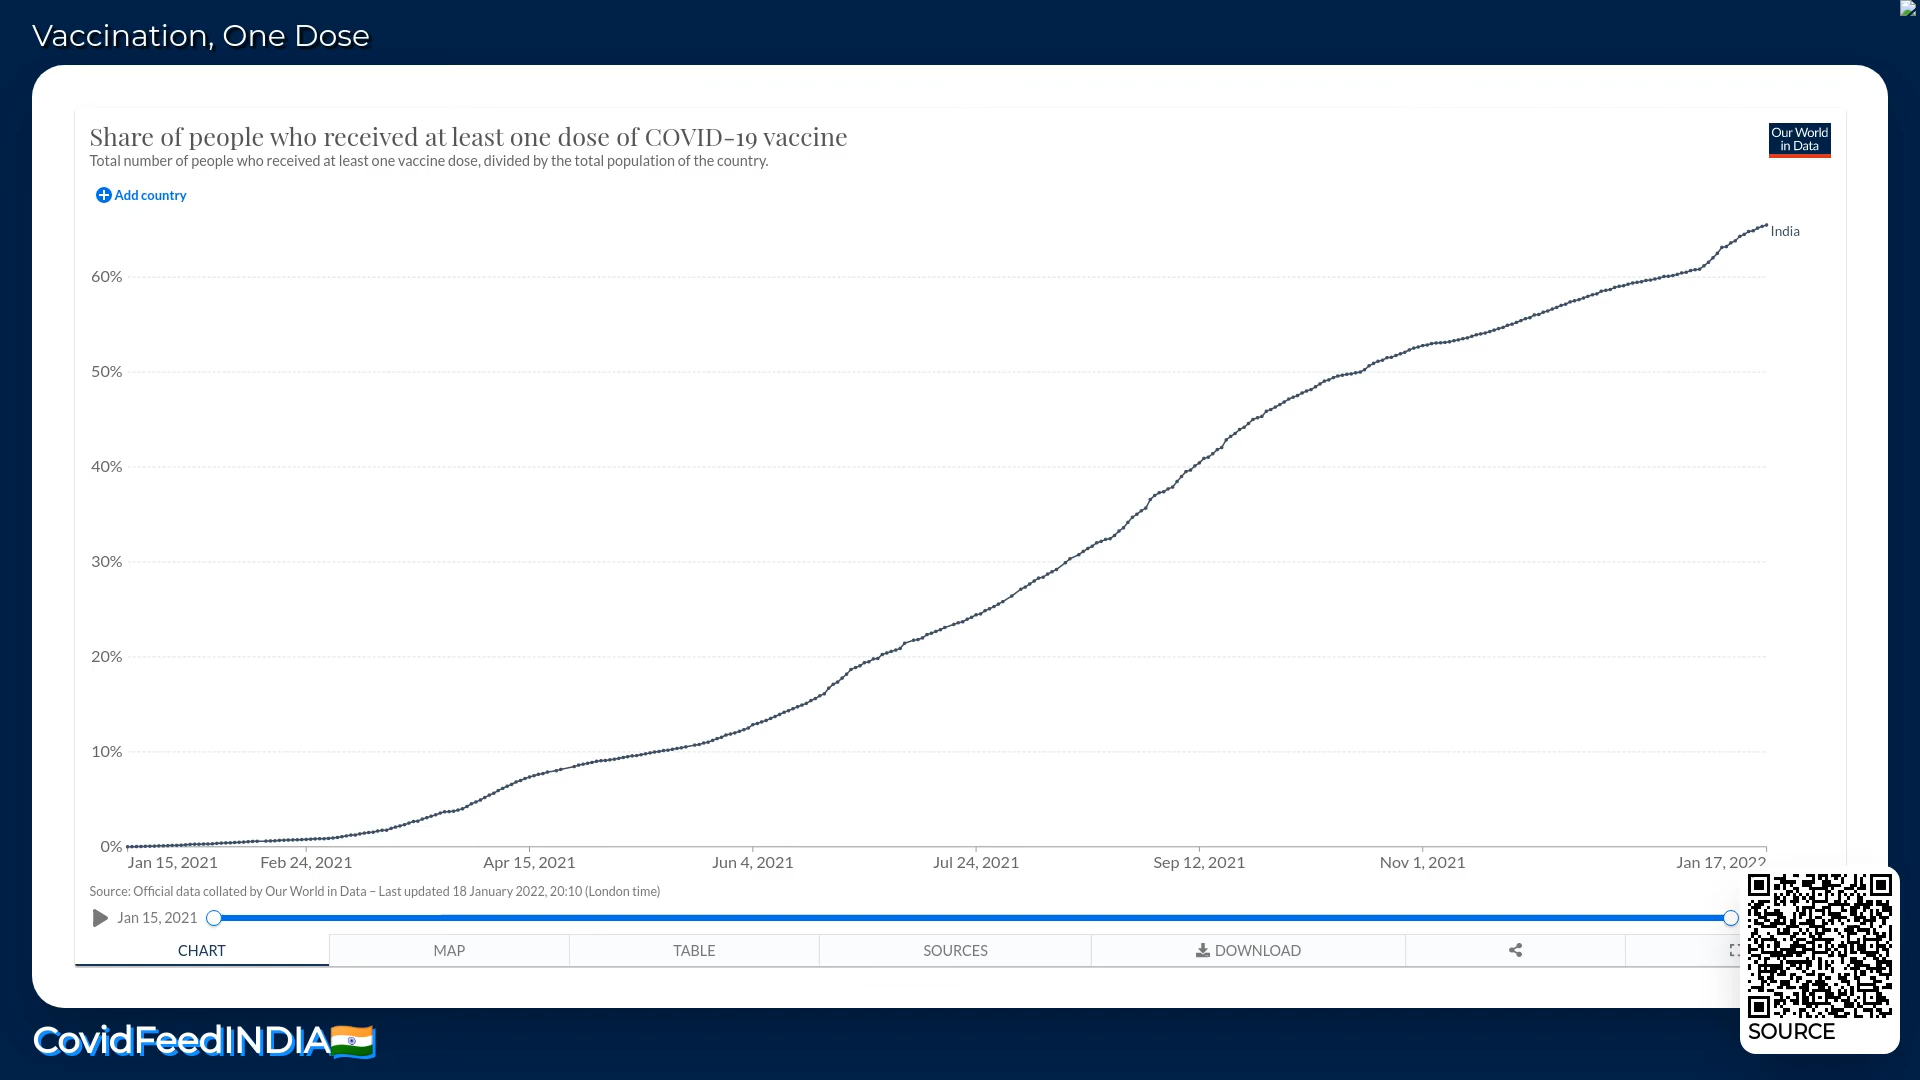 Vaccination, One Dose
Share of people who received at least one dose of COVID-19 vaccine
Total number of people who received at least one vaccine dose, divided by the total population of the country.
Our World
in Data
Add country
India
60%
50%
40%
30%
20%
10%
0%
Jan 15, 2021 Feb 24, 2021 Apr 15, 2021 Jun 4, 2021 Jul 24, 2021 Sep 12, 2021 Nov 1, 2021 Jan 17, 2022
Source: Official data collated by Our World in Data – Last updated 18 January 2022, 20:10 (London time)
Jan 15, 2021
CHART MAP TABLE SOURCES DOWNLOAD
SOURCE
CovidFeedINDIA